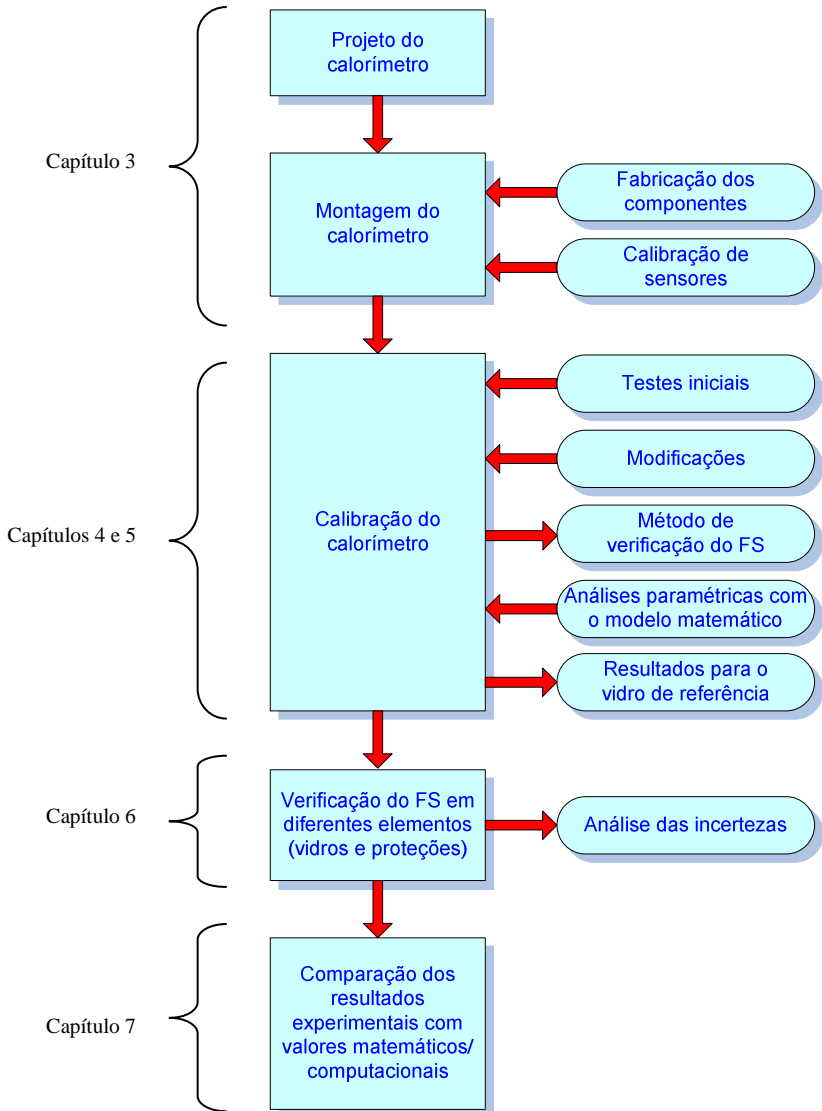 Projeto do
calorímetro
Capítulo 3
Montagem do
calorímetro
Fabricação dos
componentes
Calibração de
sensores
Capítulos 4 e 5
Calibração do
calorímetro
Testes iniciais
Modificações
Método de
verificação do FS
Análises paramétricas com
o modelo matemático
Resultados para o
vidro de referência
Capítulo 6
Verificação do FS em
diferentes elementos
(vidros e proteções)
Análise das incertezas
Capítulo 7
Comparação dos
resultados
experimentais com
valores matemáticos/
computacionais